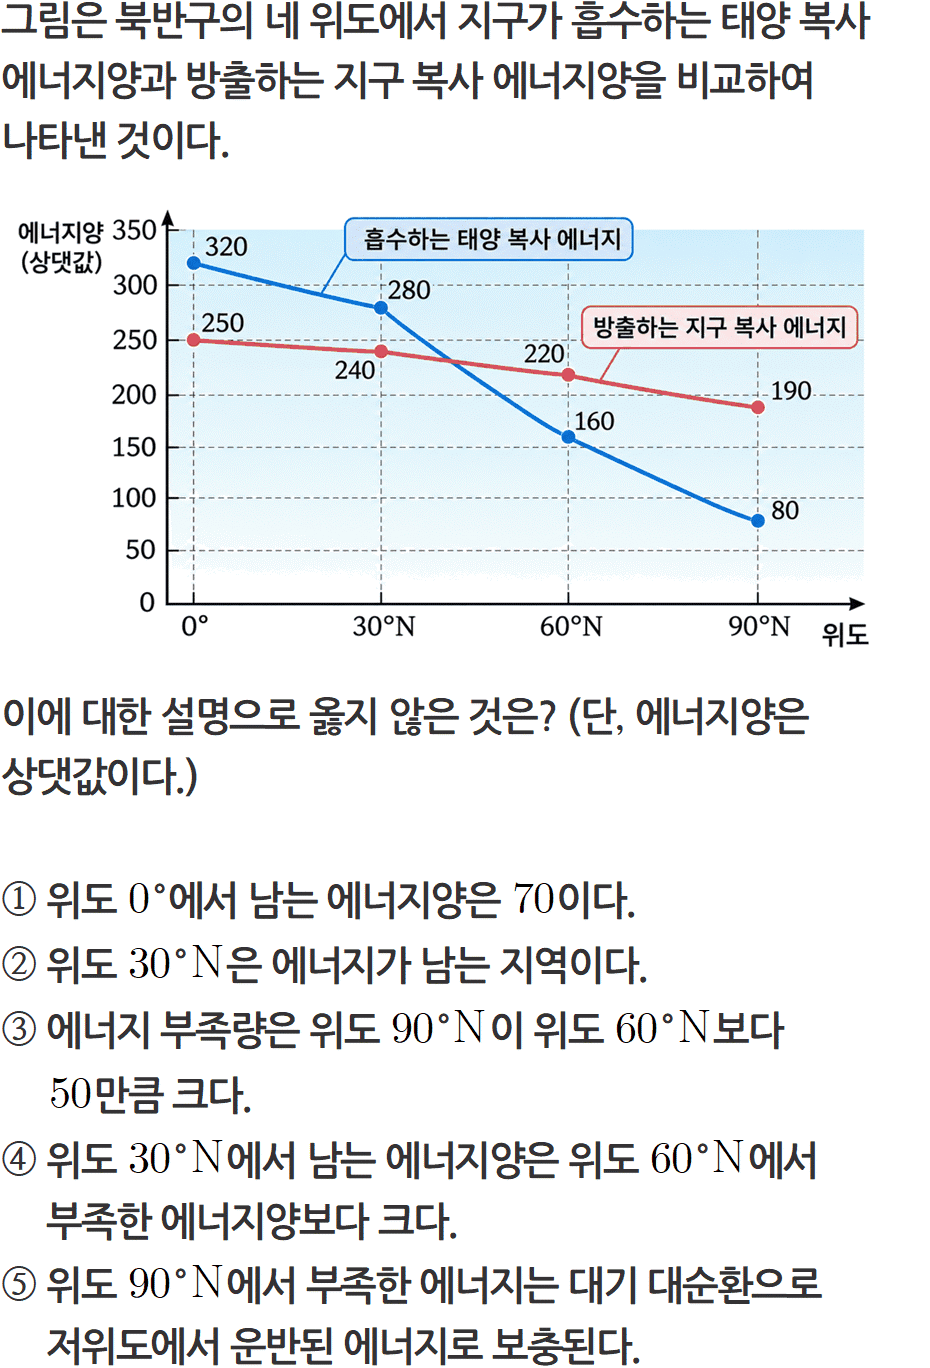 그림은 북반구의 네 위도에서 지구가 흡수하는 태양 복사
에너지양과 방출하는 지구 복사 에너지양을 비교하여
나타낸 것이다.
에너지양
(상댓값)
350
300
250
200
150
100
50
0
320
흡수하는 태양 복사 에너지
280
250
240
방출하는 지구 복사 에너지
220
190
160
80
0°
30°N
60°N
90°N
위도
이에 대한 설명으로 옳지 않은 것은? (단, 에너지양은
상댓값이다.)
① 위도 0°에서 남는 에너지양은 70이다.
② 위도 30°N은 에너지가 남는 지역이다.
③ 에너지 부족량은 위도 90°N이 위도 60°N보다
50만큼 크다.
④ 위도 30°N에서 남는 에너지양은 위도 60°N에서
부족한 에너지양보다 크다.
⑤ 위도 90°N에서 부족한 에너지는 대기 대순환으로
저위도에서 운반된 에너지로 보충된다.